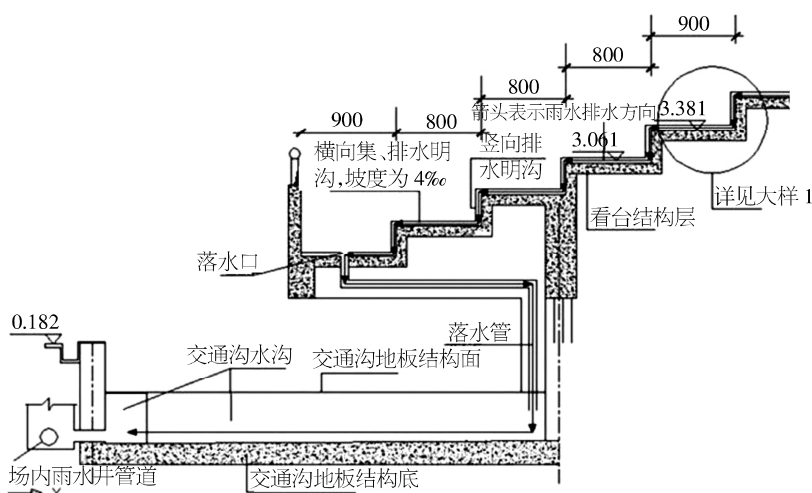 900
800
800
箭头表示雨水排水方向
3.381
900
800
横向集、排水明
沟,坡度为 4‰
竖向排
水明沟
3.061
详见大样 1
看台结构层
落水口
0.182
落水管
交通沟水沟
交通沟地板结构面
场内雨水井管道
交通沟地板结构底